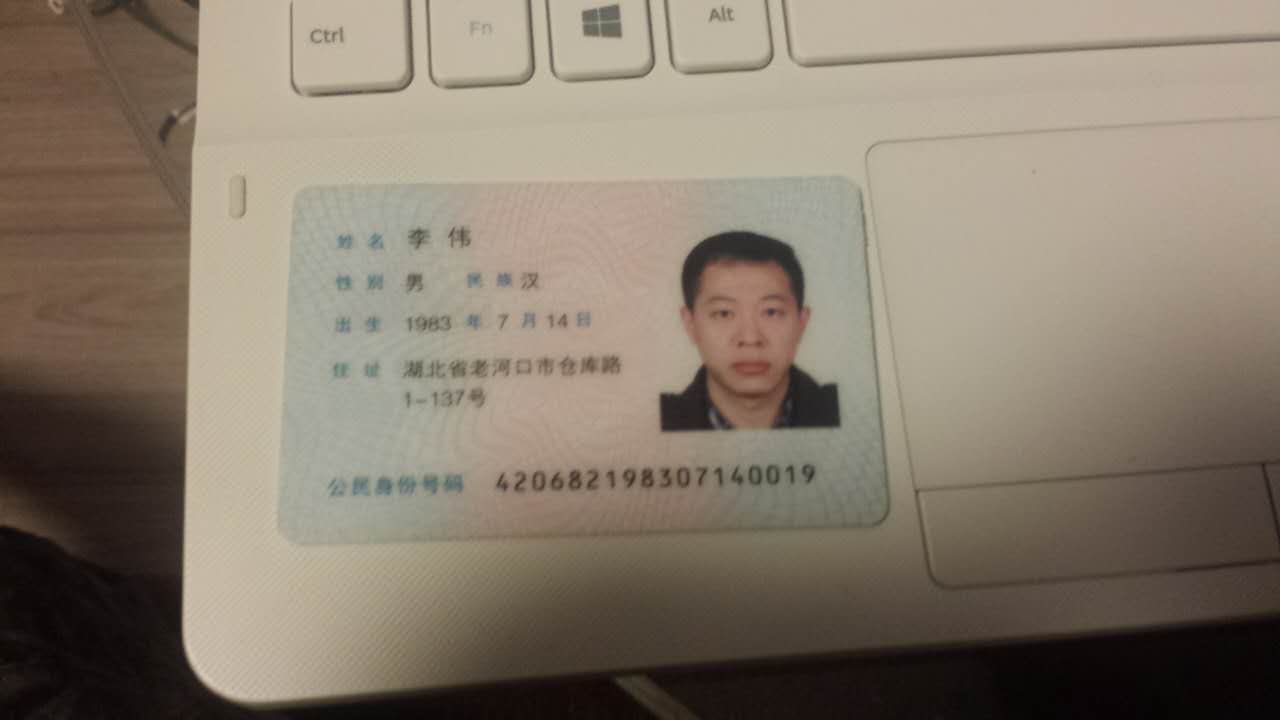 Ctrl Fn Alt
姓名 李伟
性别 男 民族 汉
出生 1983 年 7 月 14 日
住址 湖北省老河口市仓库路
1-137号
公民身份号码 420682198307140019